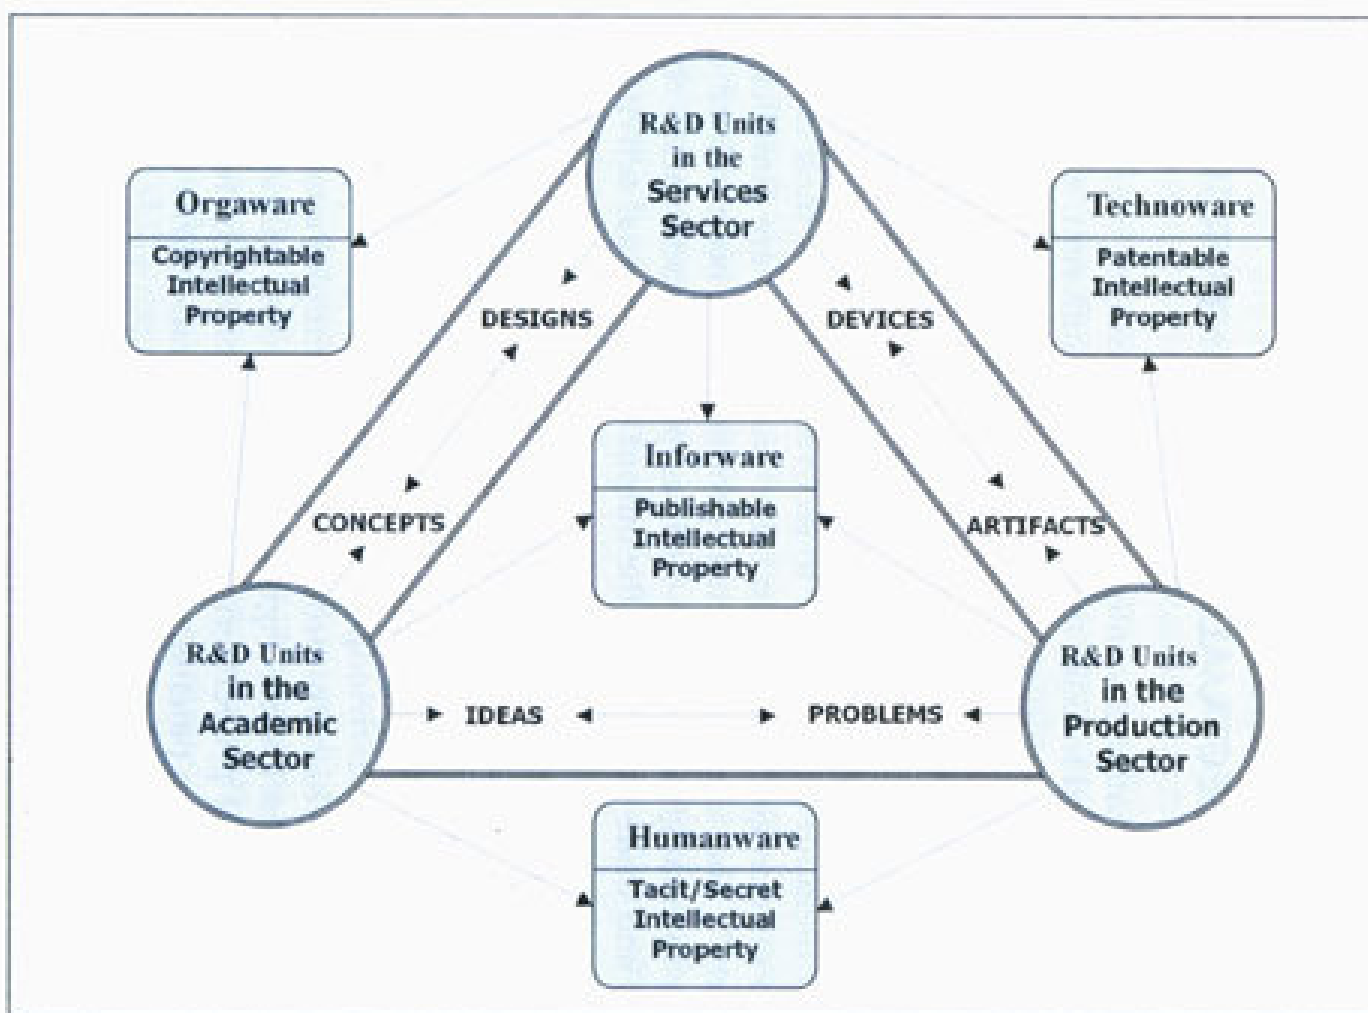 R&D Units
in the
Services
Sector
Orgaware
Copyrightable
Intellectual
Property
Technoware
Patentable
Intellectual
Property
DESIGNS
DEVICES
Inforware
Publishable
Intellectual
Property
CONCEPTS
ARTIFACTS
R&D Units
in the
Academic
Sector
IDEAS
PROBLEMS
R&D Units
in the
Production
Sector
Humanware
Tacit/Secret
Intellectual
Property